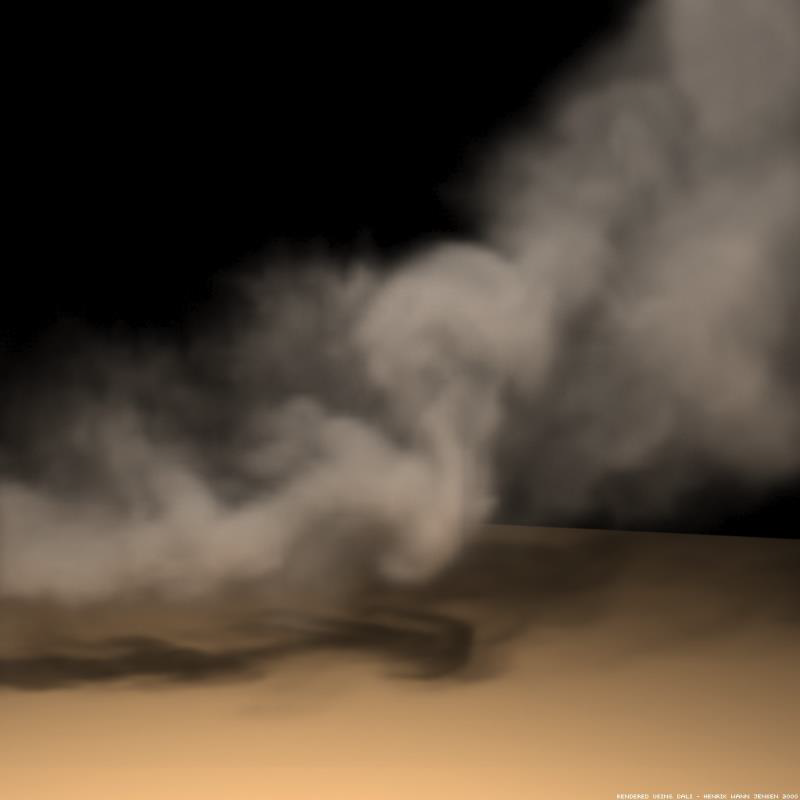 RENDERED USING DALI - HENRIK WANN JENSEN 2000